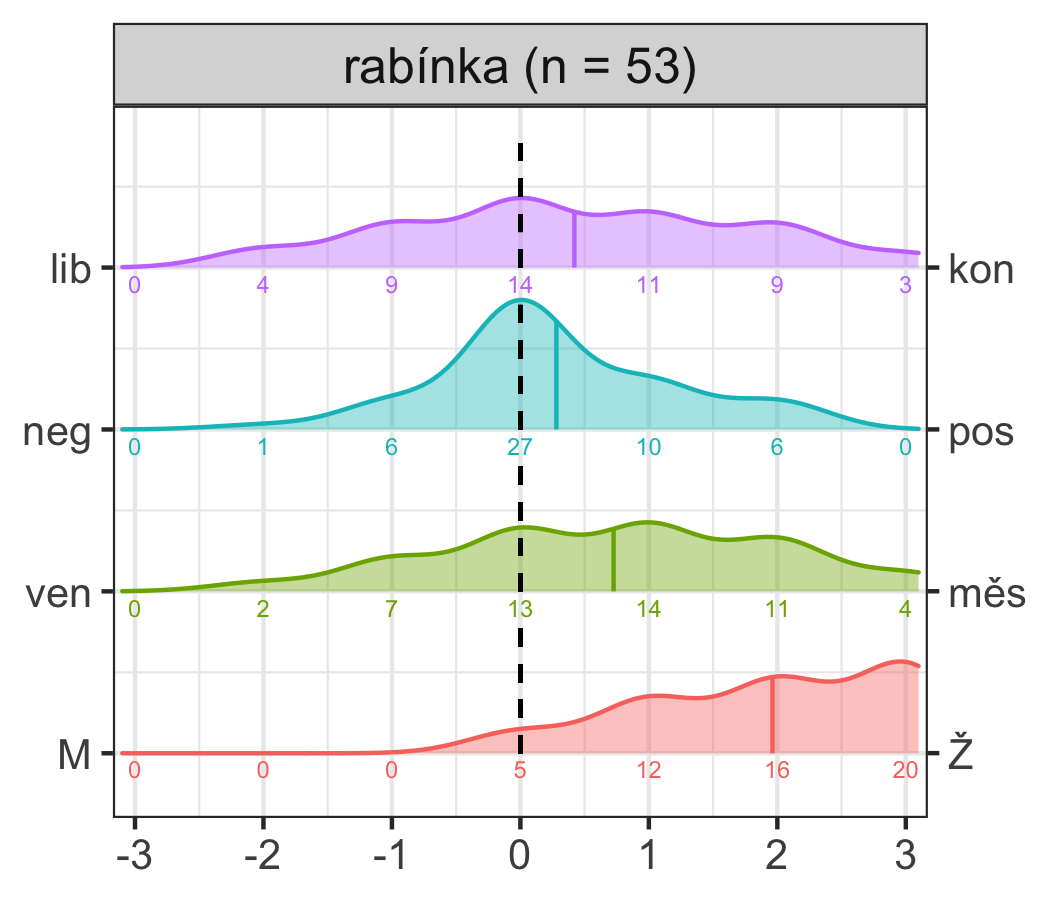 rabínka (n = 53)
lib kon
0 4 9 14 11 9 3
neg pos
0 1 6 27 10 6 0
ven měs
0 2 7 13 14 11 4
M Ž
0 0 0 5 12 16 20
-3 -2 -1 0 1 2 3